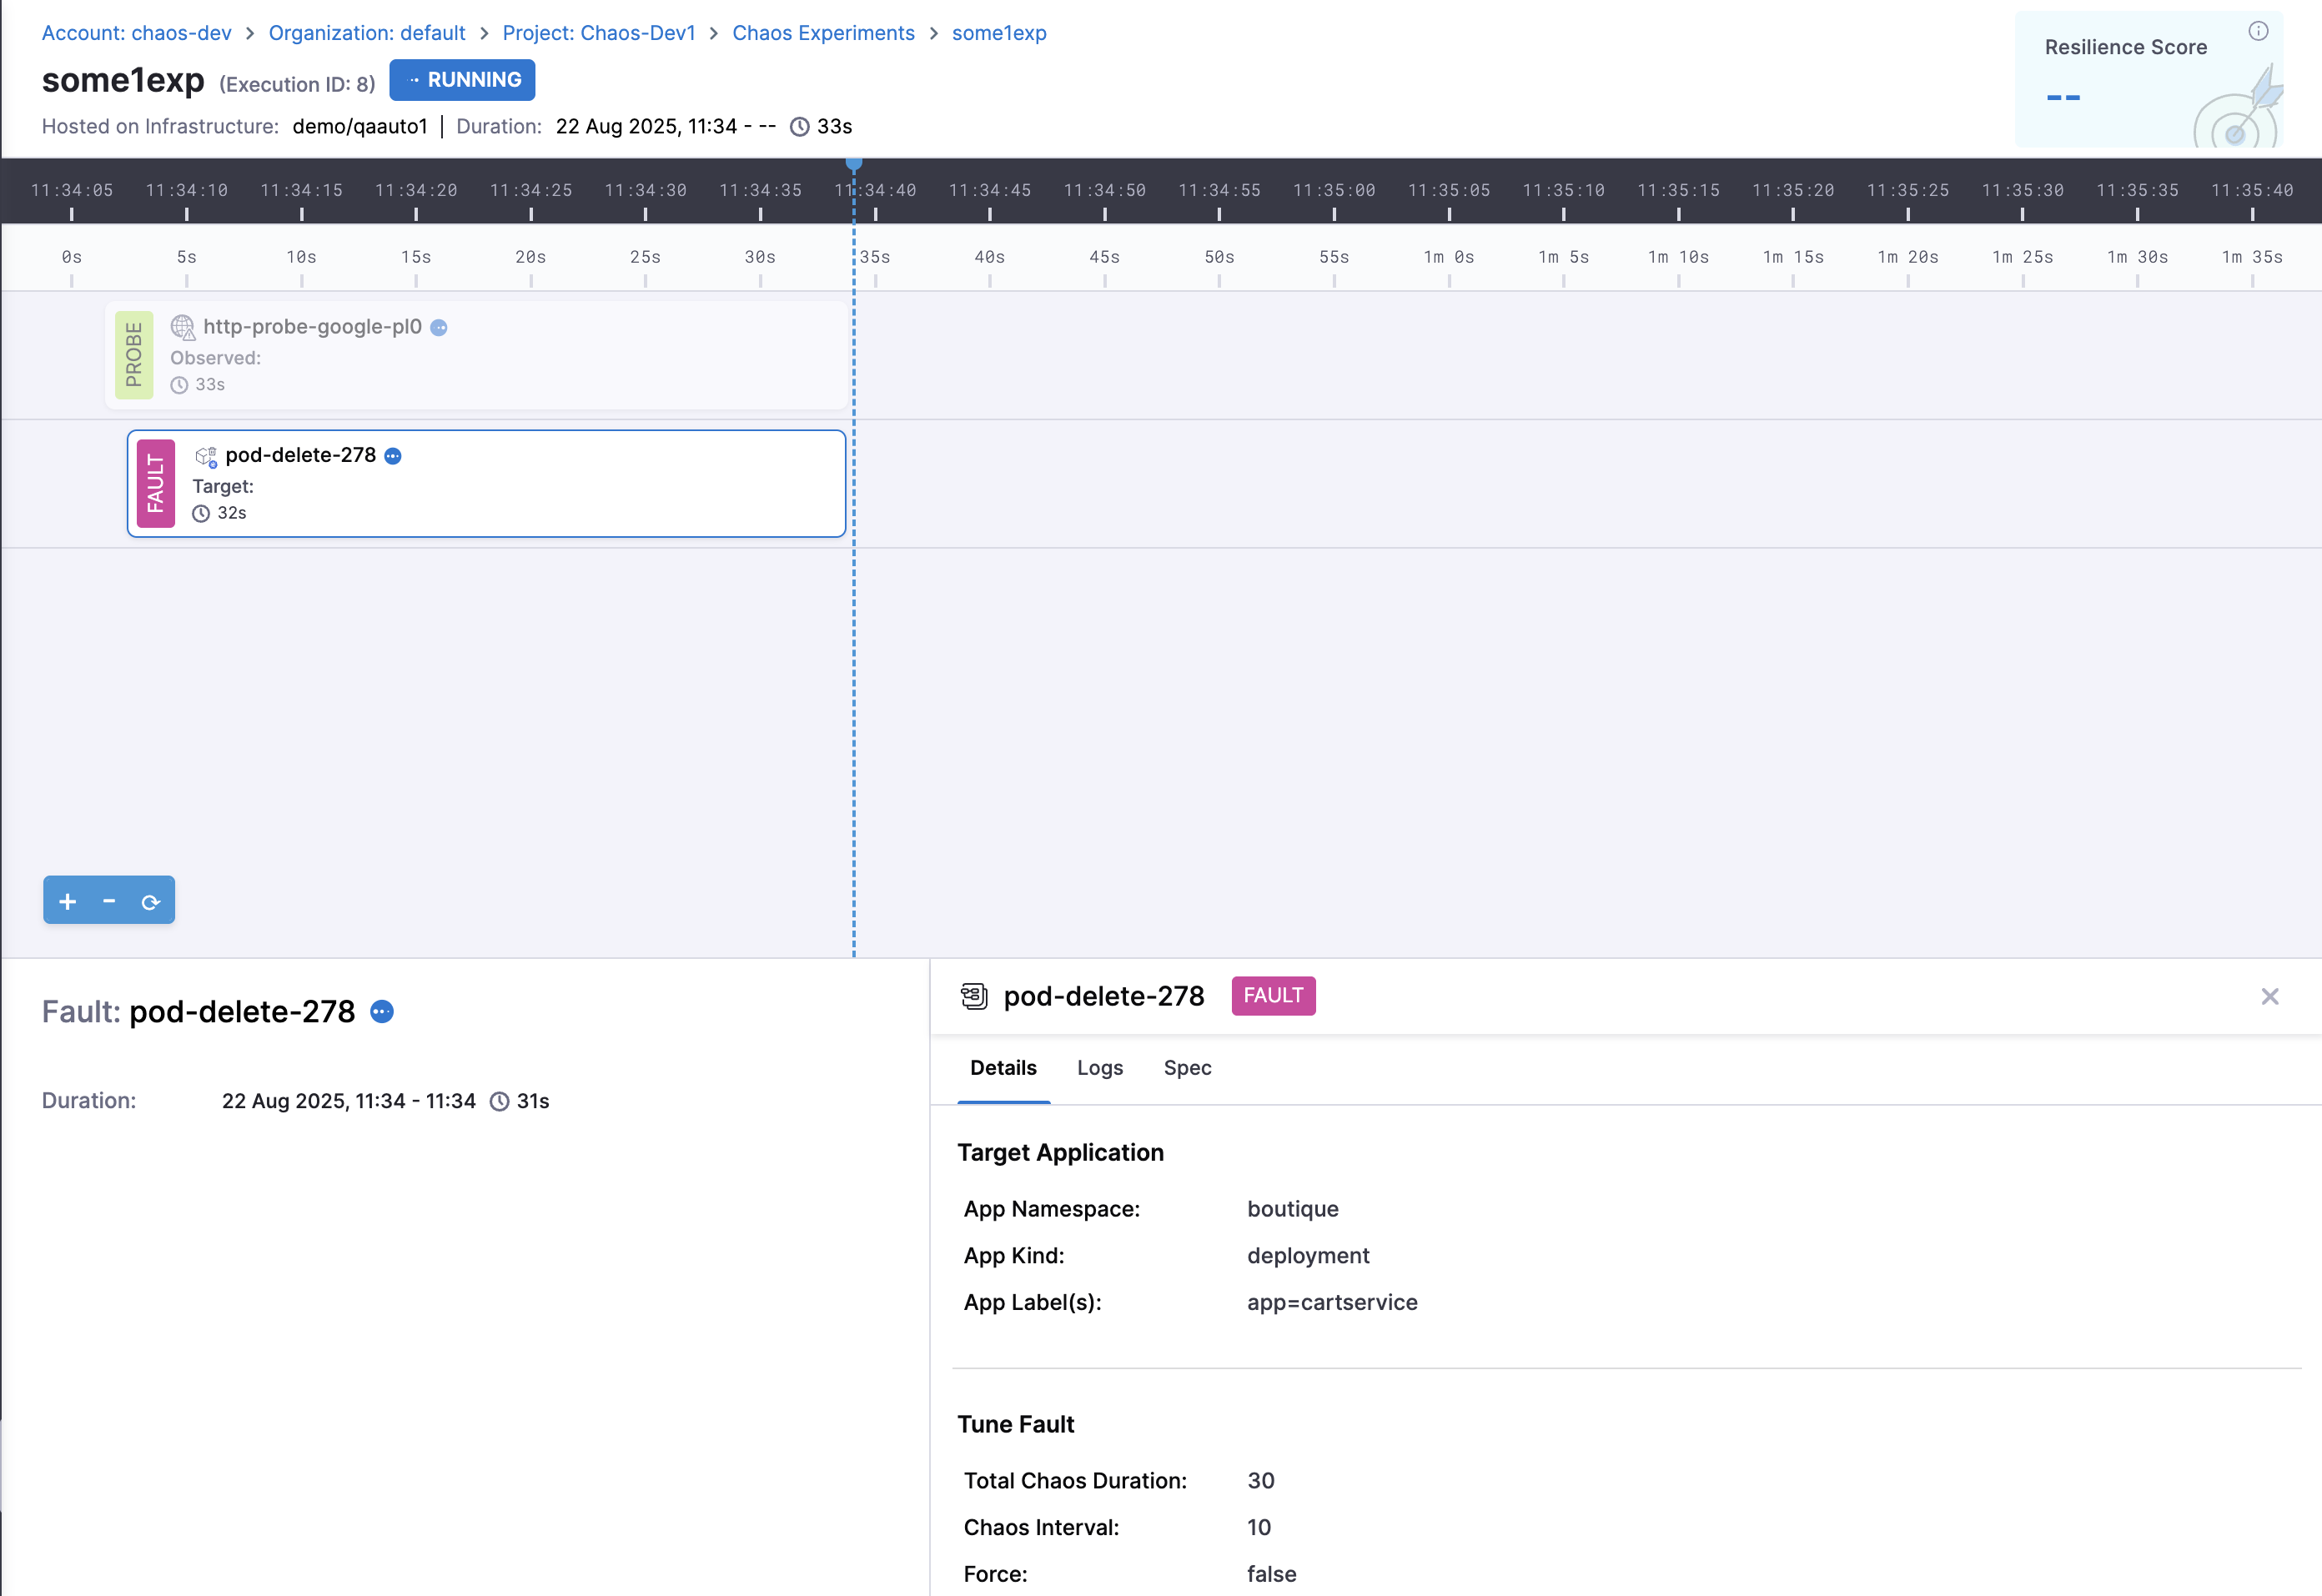 Account: chaos-dev > Organization: default > Project: Chaos-Dev1 > Chaos Experiments > some1exp
some1exp (Execution ID: 8) RUNNING
Hosted on Infrastructure: demo/qaauto1 | Duration: 22 Aug 2025, 11:34 - -- 33s
Resilience Score
--
11:34:05 11:34:10 11:34:15 11:34:20 11:34:25 11:34:30 11:34:35 11:34:40 11:34:45 11:34:50 11:34:55 11:35:00 11:35:05 11:35:10 11:35:15 11:35:20 11:35:25 11:35:30 11:35:35 11:35:40
0s 5s 10s 15s 20s 25s 30s 35s 40s 45s 50s 55s 1m 0s 1m 5s 1m 10s 1m 15s 1m 20s 1m 25s 1m 30s 1m 35s
PROBE
http-probe-google-pl0
Observed:
33s
FAULT
pod-delete-278
Target:
32s
Fault: pod-delete-278
Duration: 22 Aug 2025, 11:34 - 11:34 31s
pod-delete-278 FAULT
Details Logs Spec
Target Application
App Namespace: boutique
App Kind: deployment
App Label(s): app=cartservice
Tune Fault
Total Chaos Duration: 30
Chaos Interval: 10
Force: false